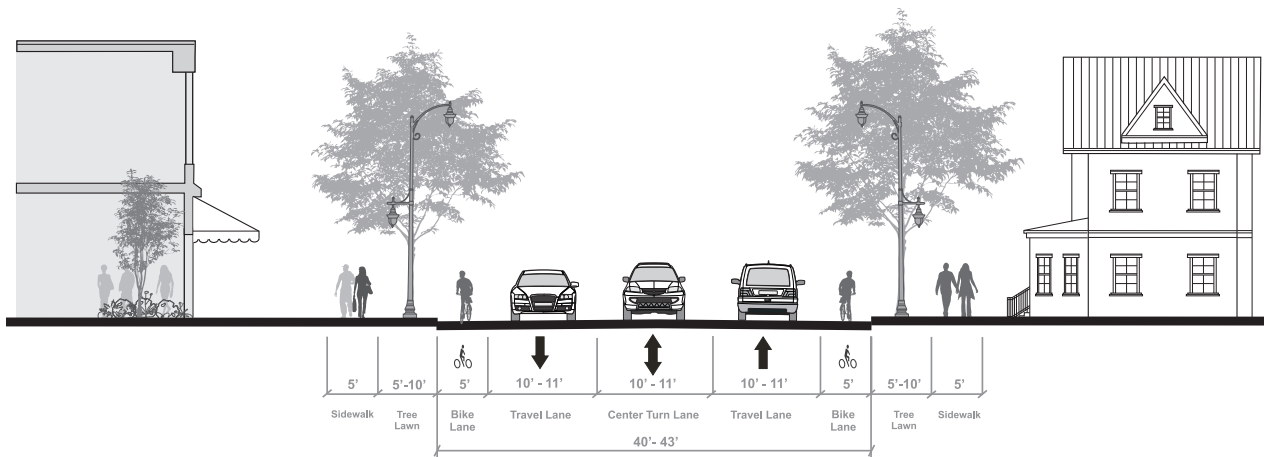 5' 5'-10' 5' 10' - 11' 10' - 11' 10' - 11' 5' 5'-10' 5'
Sidewalk Tree Lawn Bike Lane Travel Lane Center Turn Lane Travel Lane Bike Lane Tree Lawn Sidewalk
40'- 43'